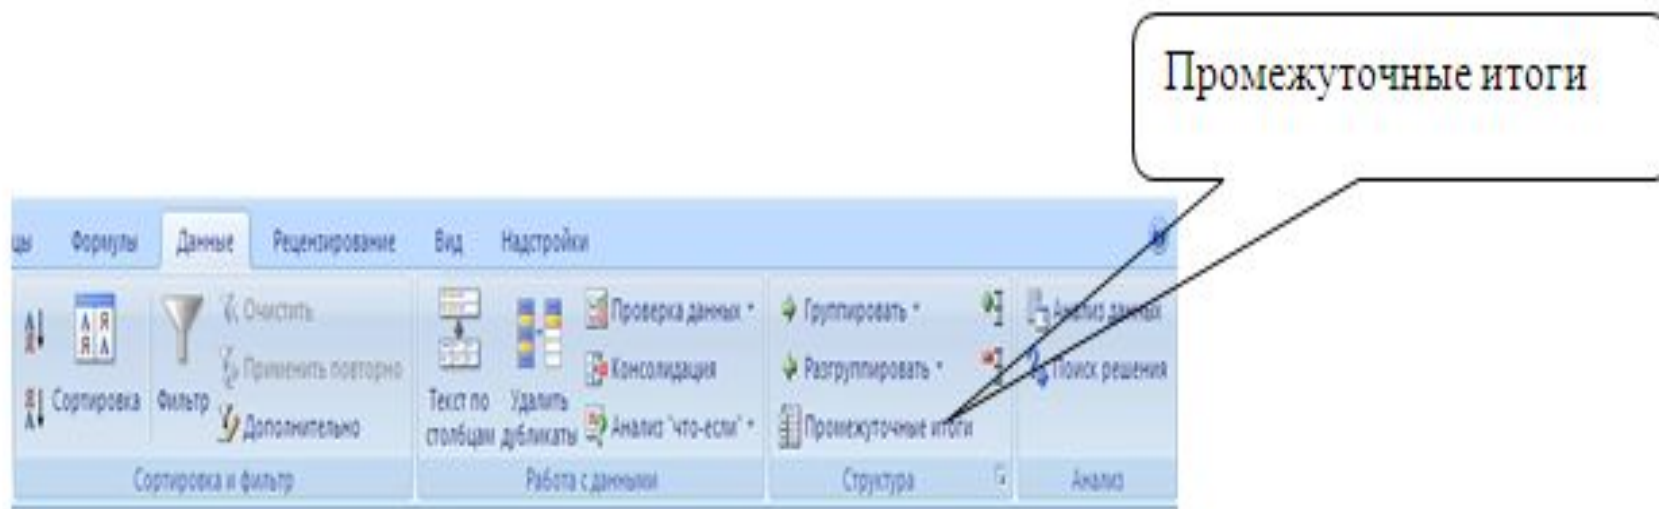 Промежуточные итоги
цы Формулы Данные Рецензирование Вид Надстройки
Сортировка
Фильтр
Очистить
Применить повторно
Дополнительно
Сортировка и фильтр
Текст по столбцам
Удалить дубликаты
Проверка данных
Консолидация
Анализ "что-если"
Работа с данными
Группировать
Разгруппировать
Промежуточные итоги
Структура
Анализ данных
Поиск решения
Анализ